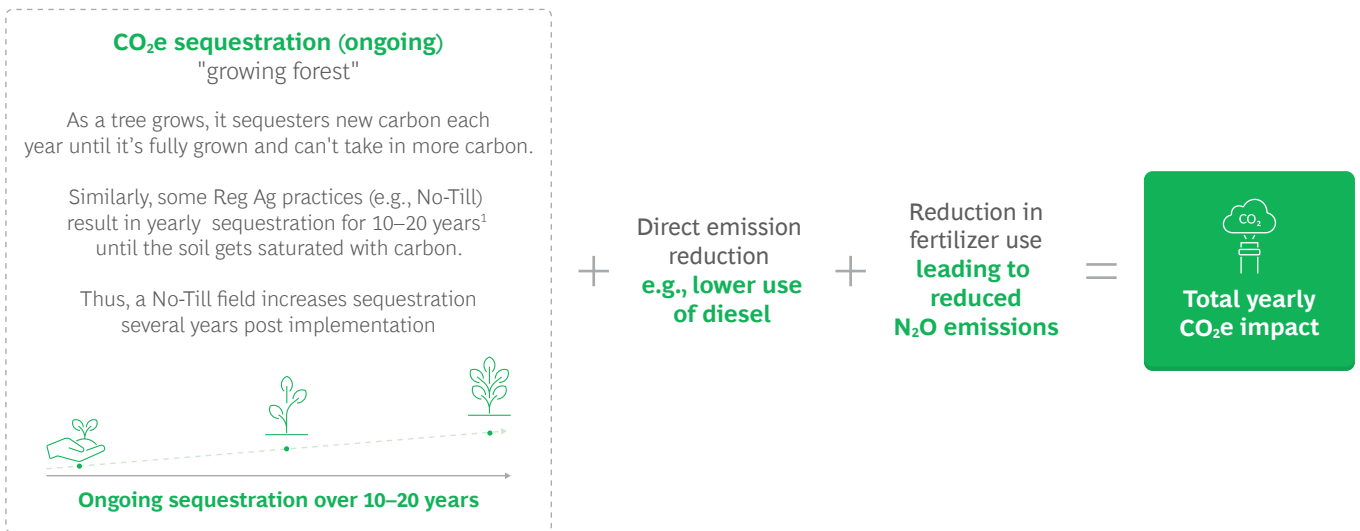 CO₂e sequestration (ongoing)
"growing forest"
As a tree grows, it sequesters new carbon each
year until it’s fully grown and can't take in more carbon.
Similarly, some Reg Ag practices (e.g., No-Till)
result in yearly sequestration for 10–20 years¹
until the soil gets saturated with carbon.
Thus, a No-Till field increases sequestration
several years post implementation
Ongoing sequestration over 10–20 years
+
Direct emission
reduction
e.g., lower use
of diesel
+
Reduction in
fertilizer use
leading to
reduced
N₂O emissions
=
CO₂
Total yearly
CO₂e impact